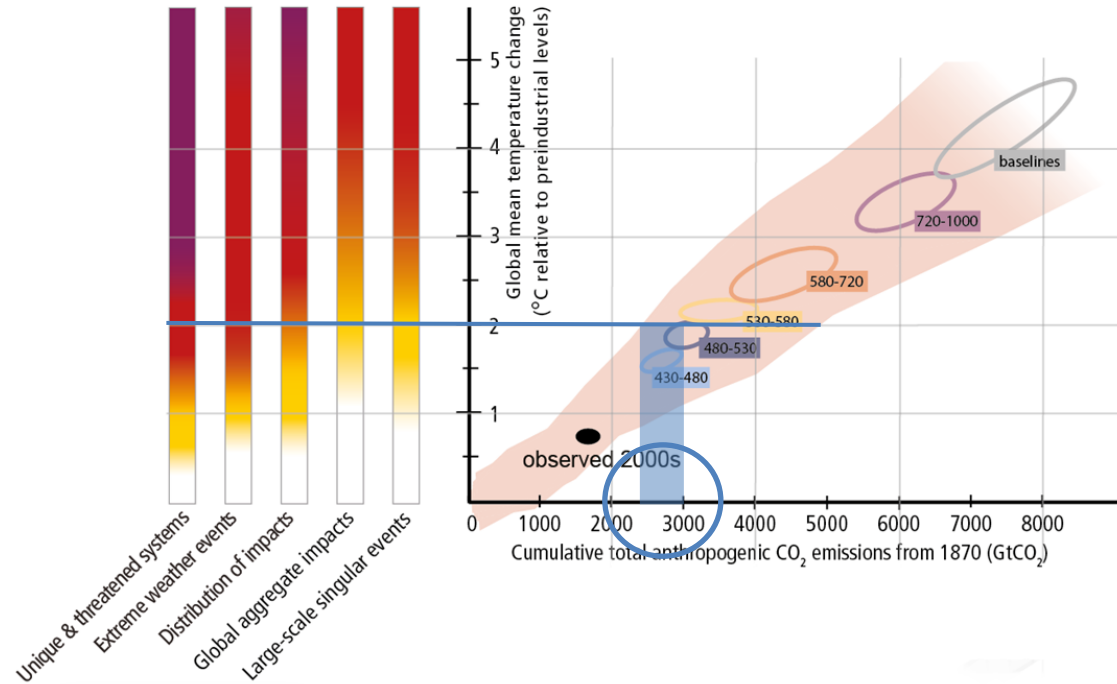 Global mean temperature change
(°C relative to preindustrial levels)
5
4
3
2
1
baselines
720-1000
580-720
530-580
480-530
430-480
observed 2000s
0 1000 2000 3000 4000 5000 6000 7000 8000
Cumulative total anthropogenic CO₂ emissions from 1870 (GtCO₂)
Unique & threatened systems
Extreme weather events
Distribution of impacts
Global aggregate impacts
Large-scale singular events